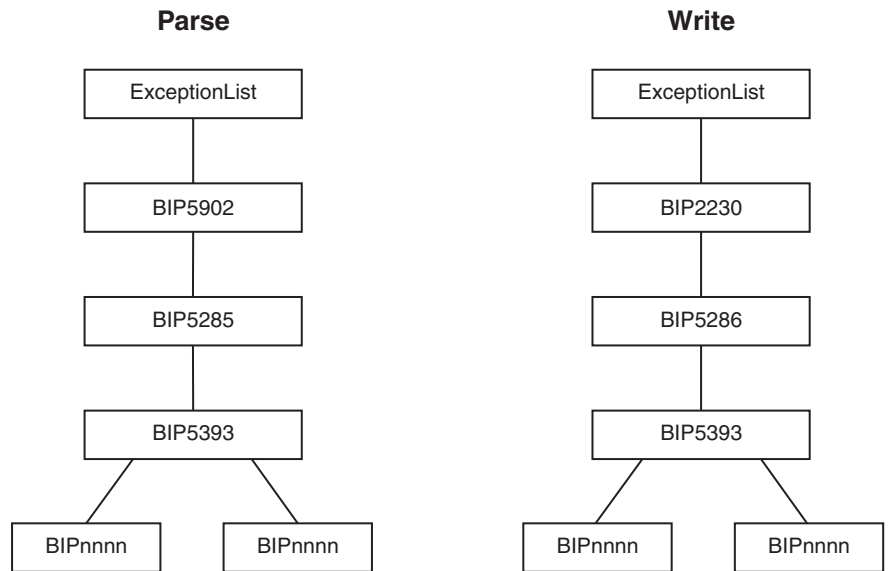 Parse
ExceptionList
BIP5902
BIP5285
BIP5393
BIPnnnn
BIPnnnn
Write
ExceptionList
BIP2230
BIP5286
BIP5393
BIPnnnn
BIPnnnn